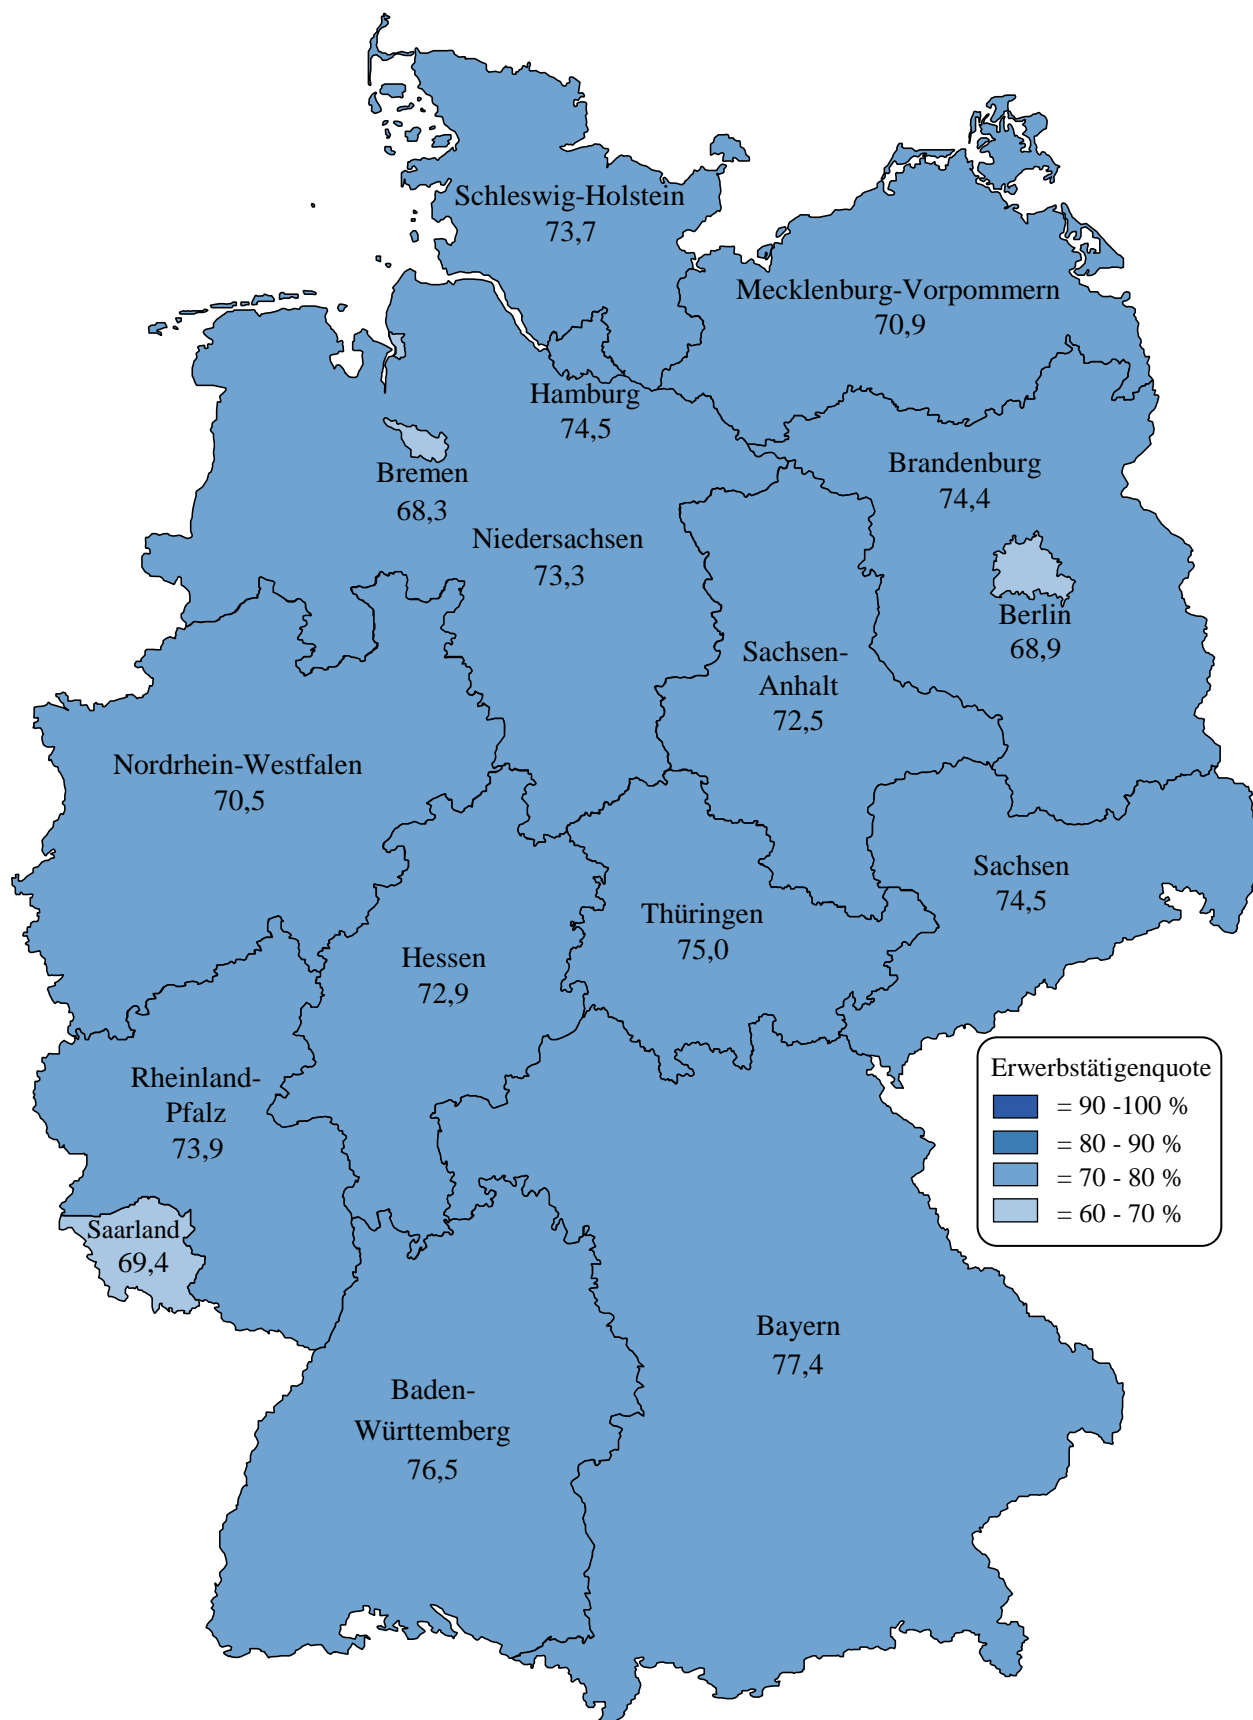 Schleswig-Holstein
73,7
Mecklenburg-Vorpommern
70,9
Hamburg
74,5
Bremen
68,3
Brandenburg
74,4
Niedersachsen
73,3
Berlin
68,9
Sachsen-
Anhalt
72,5
Nordrhein-Westfalen
70,5
Sachsen
74,5
Thüringen
75,0
Hessen
72,9
Rheinland-
Pfalz
73,9
Saarland
69,4
Bayern
77,4
Baden-
Württemberg
76,5
Erwerbstätigenquote
= 90 -100 %
= 80 - 90 %
= 70 - 80 %
= 60 - 70 %